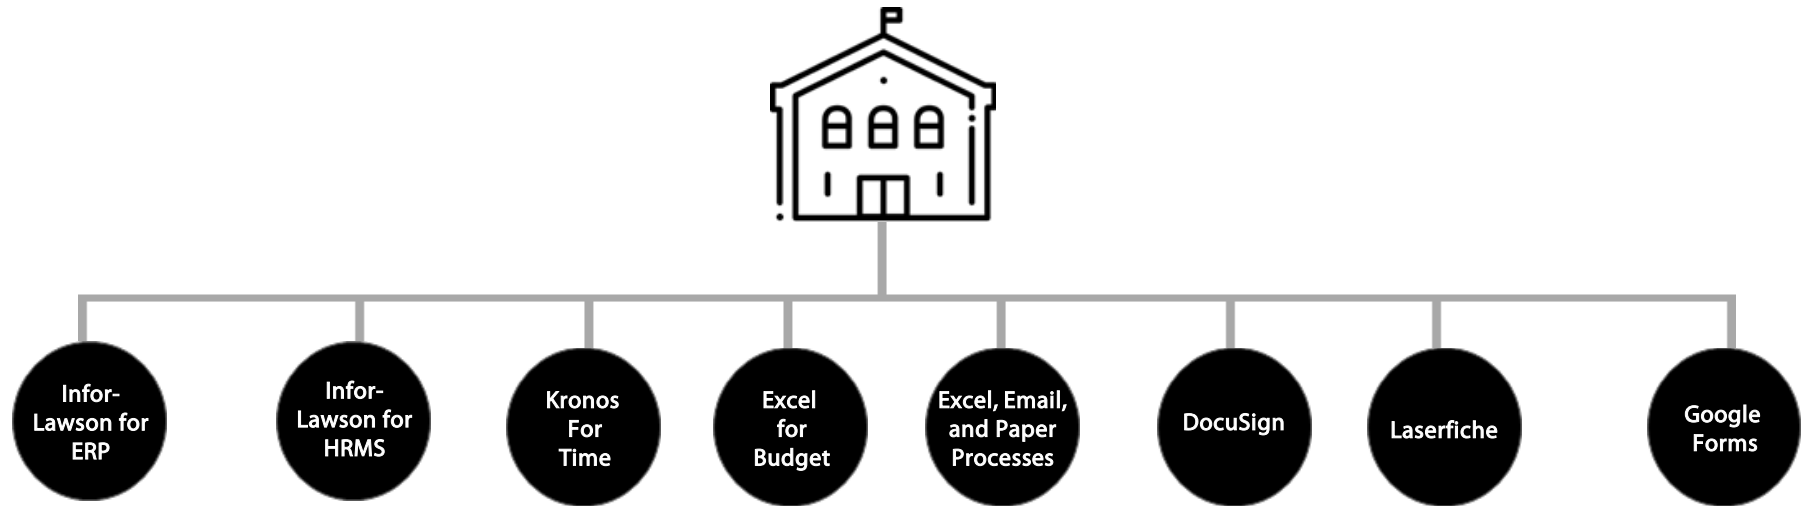 Infor-
Lawson for
ERP
Infor-
Lawson for
HRMS
Kronos
For
Time
Excel
for
Budget
Excel, Email,
and Paper
Processes
DocuSign
Laserfiche
Google
Forms